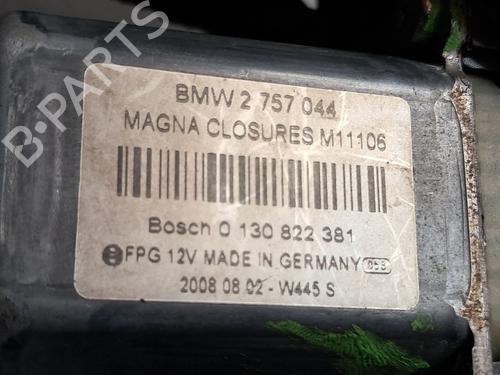 B-PARTS
BMW 2 757 044
MAGNA CLOSURES M11106
Bosch 0 130 822 381
FPG 12V MADE IN GERMANY 055
2008 08 02 - W445 S